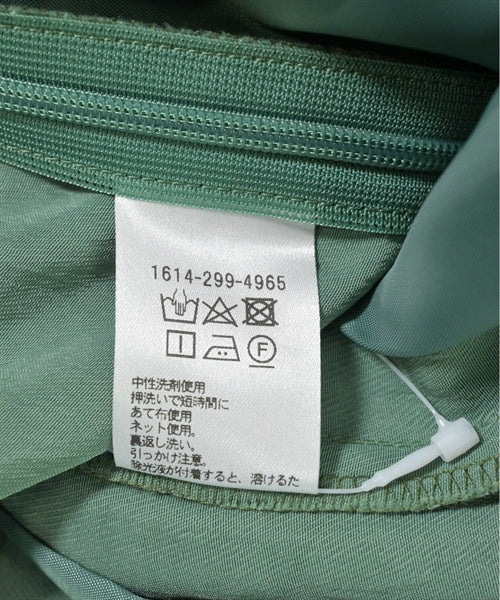 1614-299-4965
F
中性洗剤使用
押洗いで短時間に
あて布使用
ネット使用。
裏返し洗い。
引っかけ注意。
除光液が付着すると、溶けるた